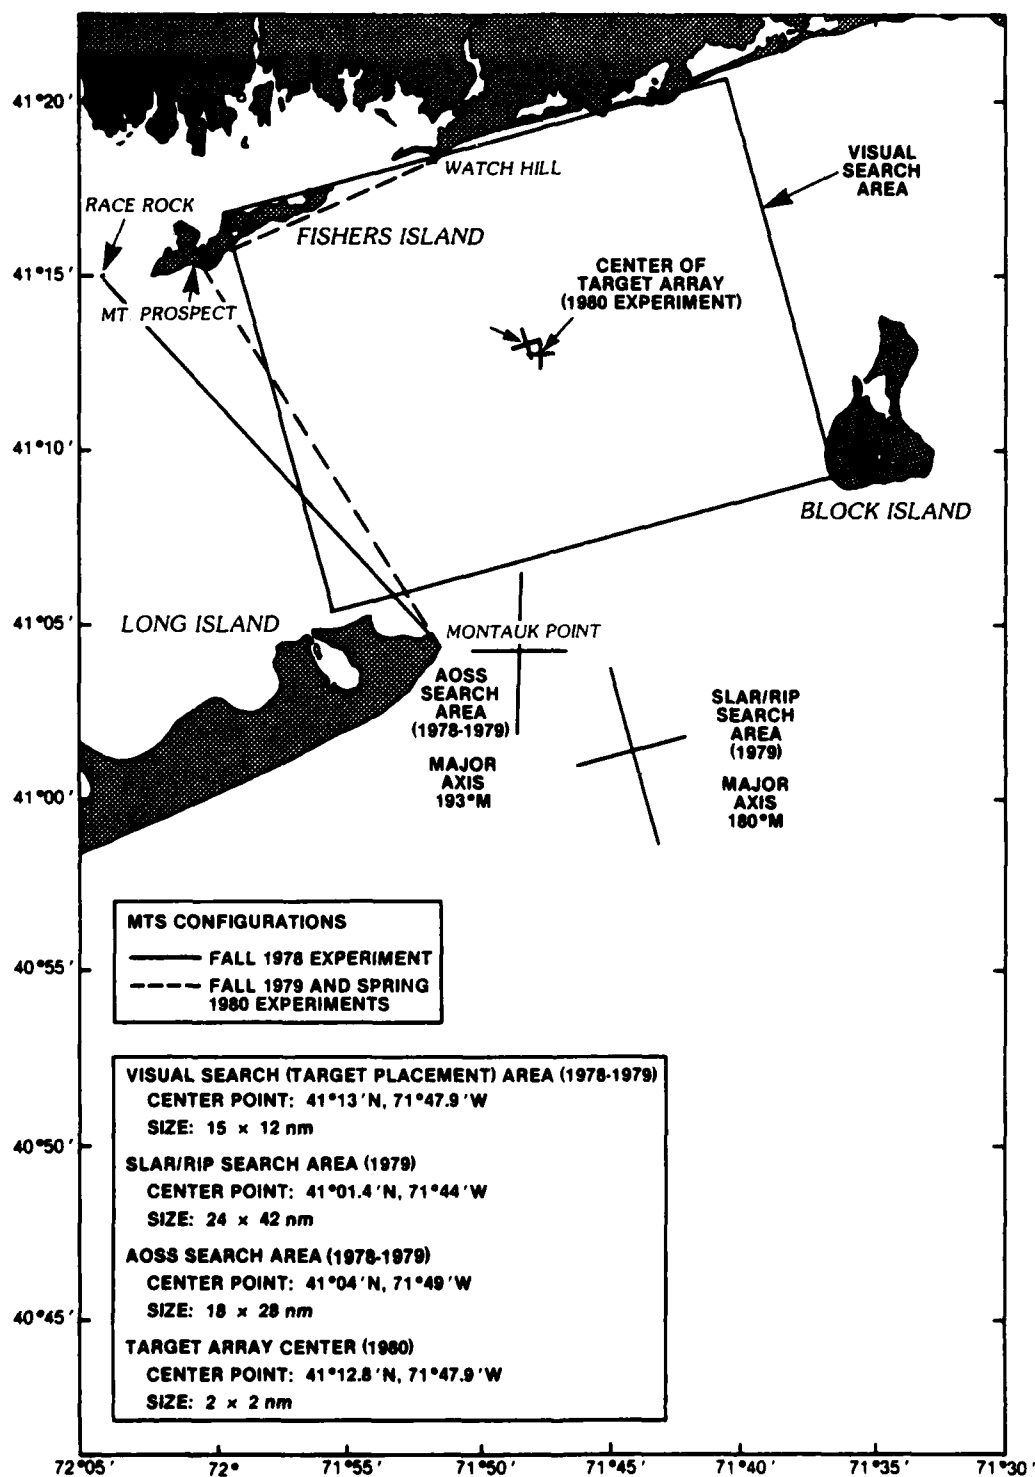 41°20'
41°15'
41°10'
41°05'
41°00'
40°55'
40°50'
40°45'
WATCH HILL
VISUAL
SEARCH
AREA
RACE ROCK
FISHERS ISLAND
CENTER OF
TARGET ARRAY
(1980 EXPERIMENT)
MT. PROSPECT
BLOCK ISLAND
LONG ISLAND
MONTAUK POINT
AOSS
SEARCH
AREA
(1978-1979)
MAJOR
AXIS
193°M
SLAR/RIP
SEARCH
AREA
(1979)
MAJOR
AXIS
180°M
MTS CONFIGURATIONS
FALL 1978 EXPERIMENT
FALL 1979 AND SPRING
1980 EXPERIMENTS
VISUAL SEARCH (TARGET PLACEMENT) AREA (1978-1979)
CENTER POINT: 41°13'N, 71°47.9'W
SIZE: 15 × 12 nm
SLAR/RIP SEARCH AREA (1979)
CENTER POINT: 41°01.4'N, 71°44'W
SIZE: 24 × 42 nm
AOSS SEARCH AREA (1978-1979)
CENTER POINT: 41°04'N, 71°49'W
SIZE: 18 × 28 nm
TARGET ARRAY CENTER (1980)
CENTER POINT: 41°12.8'N, 71°47.9'W
SIZE: 2 × 2 nm
72°05' 72° 71°55' 71°50' 71°45' 71°40' 71°35' 71°30'